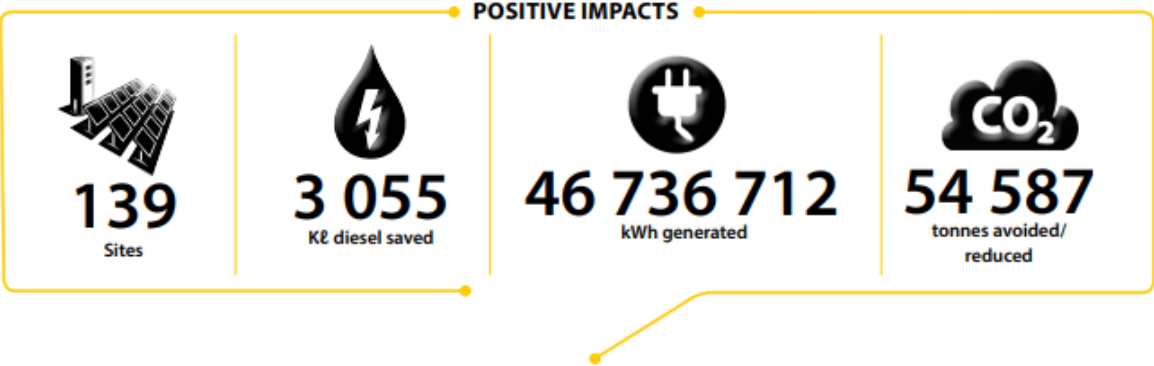 POSITIVE IMPACTS
139
Sites
3 055
Kℓ diesel saved
46 736 712
kWh generated
CO₂
54 587
tonnes avoided/
reduced